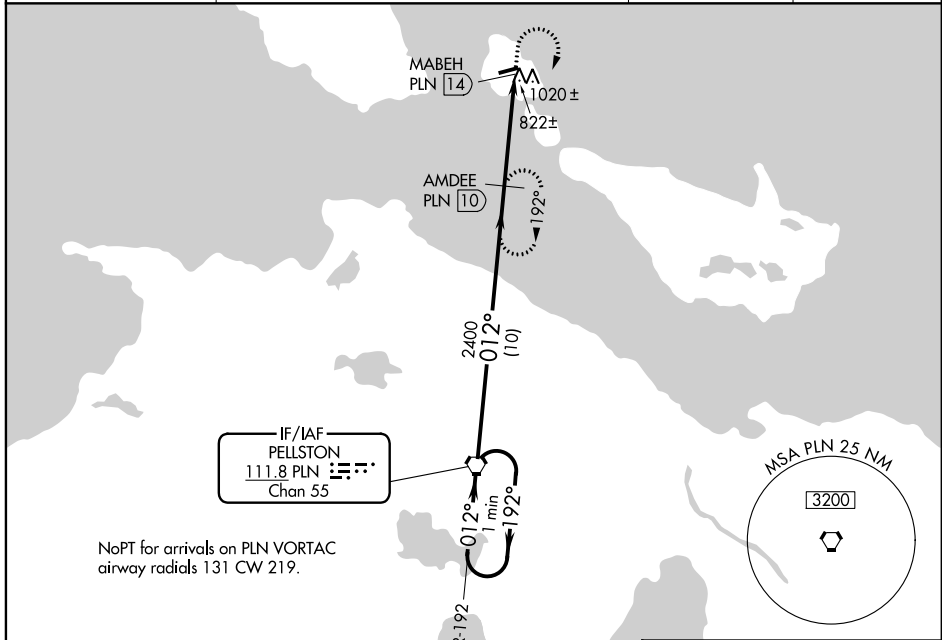 MABEH
PLN 14
1020 ±
822±
AMDEE
PLN 10
192°
2400
012°
(10)
IF/IAF
PELLSTON
111.8 PLN
Chan 55
012°
1 min
192°
MSA PLN 25 NM
3200
NoPT for arrivals on PLN VORTAC
airway radials 131 CW 219.